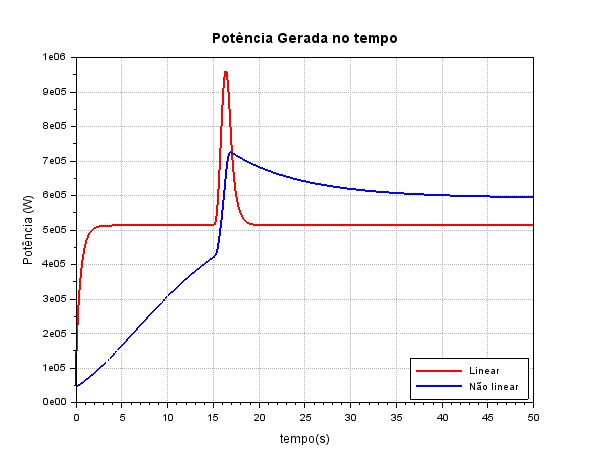 Potência Gerada no tempo
Potência (W)
1e06
9e05
8e05
7e05
6e05
5e05
4e05
3e05
2e05
1e05
0e00
0 5 10 15 20 25 30 35 40 45 50
tempo(s)
Linear
Não linear